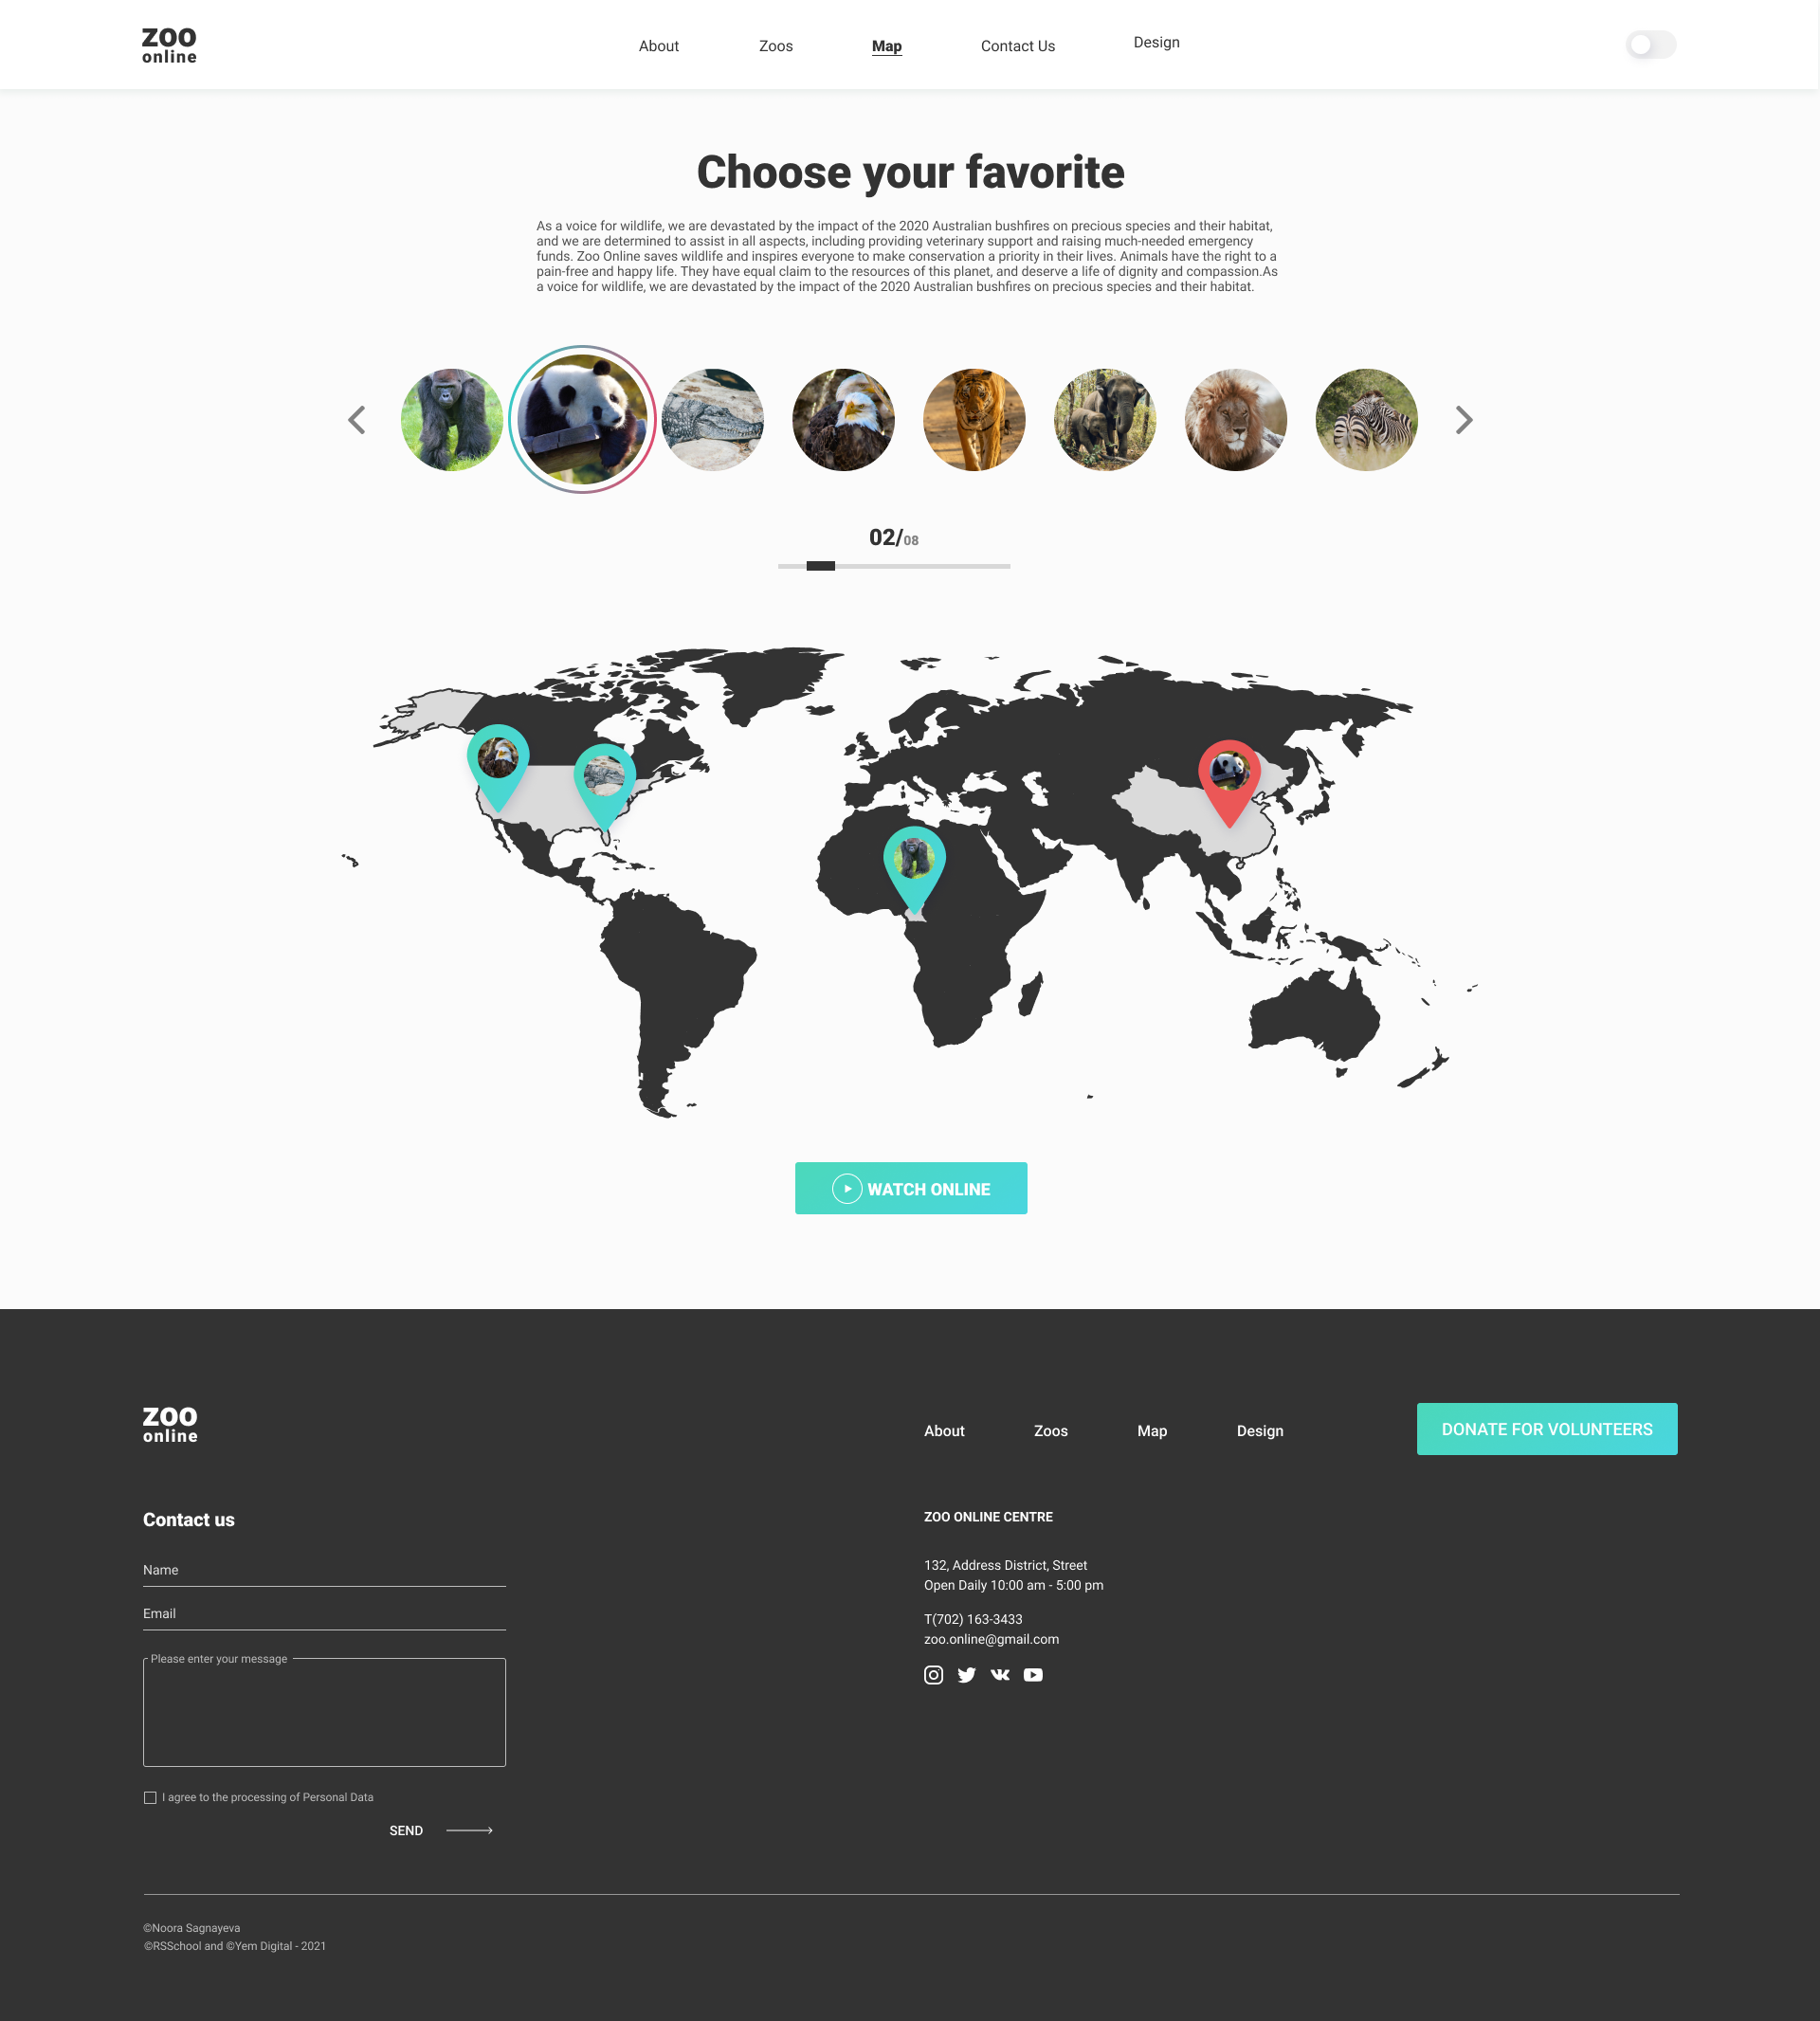 zoo
online
About
Zoos
Map
Contact Us
Design
Choose your favorite
As a voice for wildlife, we are devastated by the impact of the 2020 Australian bushfires on precious species and their habitat,
and we are determined to assist in all aspects, including providing veterinary support and raising much-needed emergency
funds. Zoo Online saves wildlife and inspires everyone to make conservation a priority in their lives. Animals have the right to a
pain-free and happy life. They have equal claim to the resources of this planet, and deserve a life of dignity and compassion.As
a voice for wildlife, we are devastated by the impact of the 2020 Australian bushfires on precious species and their habitat.
02/08
WATCH ONLINE
zoo
online
About
Zoos
Map
Design
DONATE FOR VOLUNTEERS
Contact us
Name
Email
Please enter your message
I agree to the processing of Personal Data
SEND
ZOO ONLINE CENTRE
132, Address District, Street
Open Daily 10:00 am - 5:00 pm
T(702) 163-3433
zoo.online@gmail.com
©Noora Sagnayeva
©RSSchool and ©Yem Digital - 2021